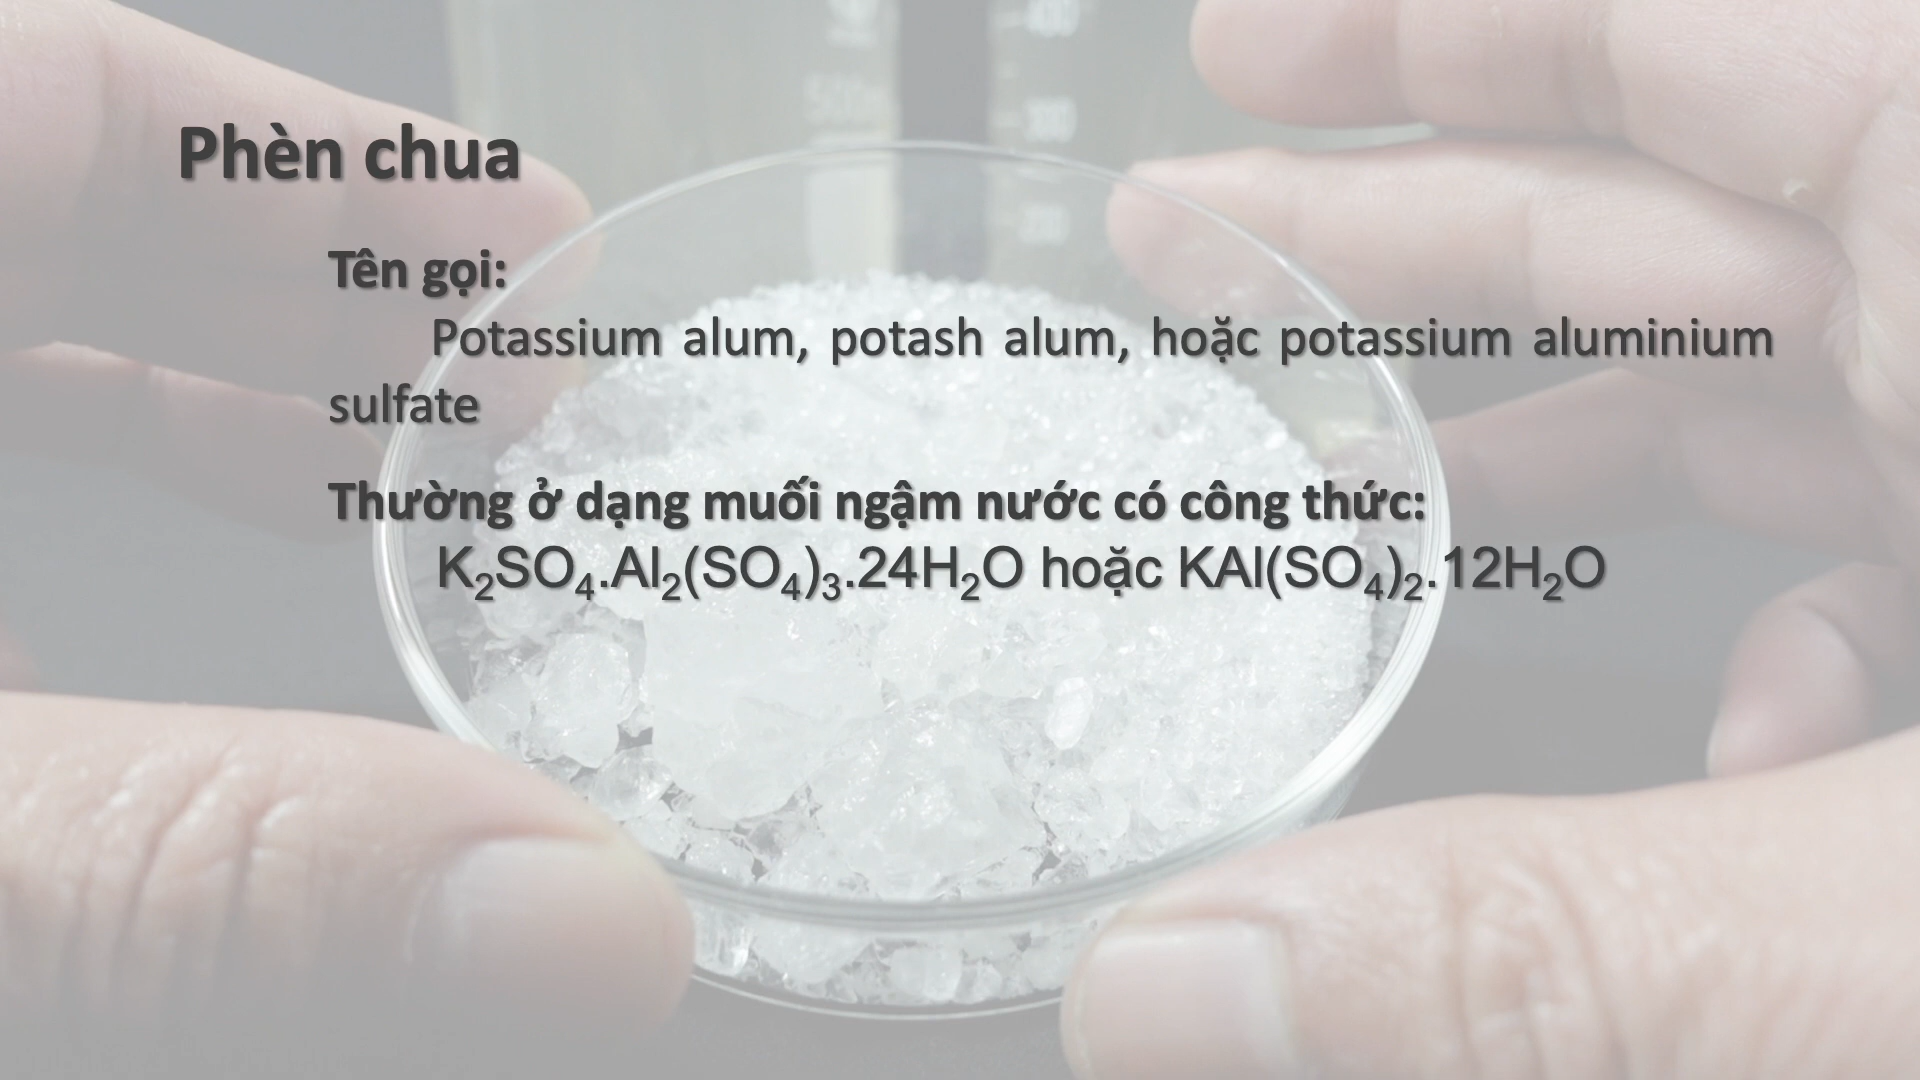 Phèn chua
Tên gọi:
Potassium alum, potash alum, hoặc potassium aluminium
sulfate
Thường ở dạng muối ngậm nước có công thức:
K₂SO₄.Al₂(SO₄)₃.24H₂O hoặc KAl(SO₄)₂.12H₂O